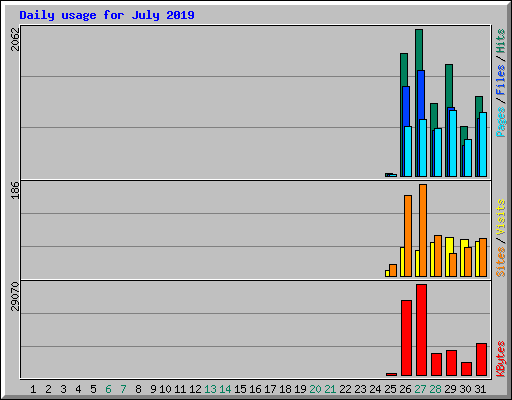 Daily usage for July 2019
2062
Pages / Files / Hits
186
Sites / Visits
29070
KBytes
1 2 3 4 5 6 7 8 9 10 11 12 13 14 15 16 17 18 19 20 21 22 23 24 25 26 27 28 29 30 31